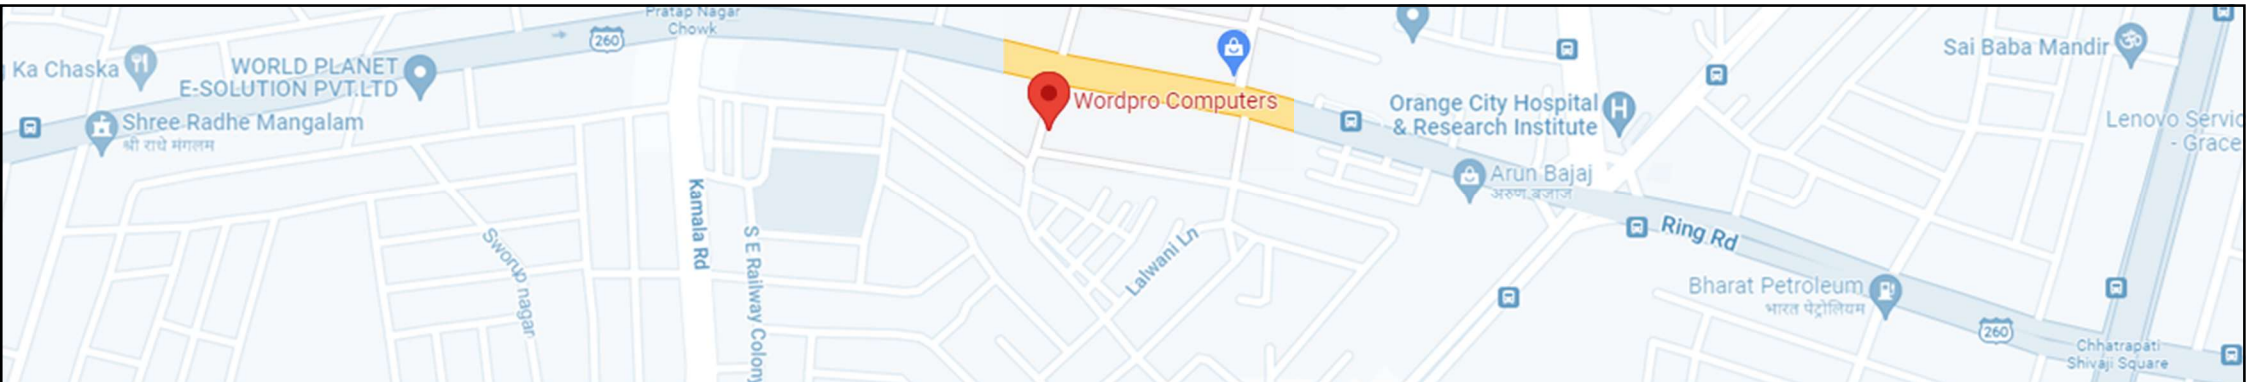 Pratap Nagar
Chowk
260
Ka Chaska
WORLD PLANET
E-SOLUTION PVT.LTD
Shree Radhe Mangalam
श्री राधे मंगलम
Wordpro Computers
Orange City Hospital
& Research Institute
Sai Baba Mandir
ॐ
Lenovo Servic
- Grace
H
Arun Bajaj
अरुण बजाज
Kamala Rd
S E Railway Colony
Sworup nagar
Lalwani Ln
Ring Rd
Bharat Petroleum
भारत पेट्रोलियम
260
Chhatrapati
Shivaji Square